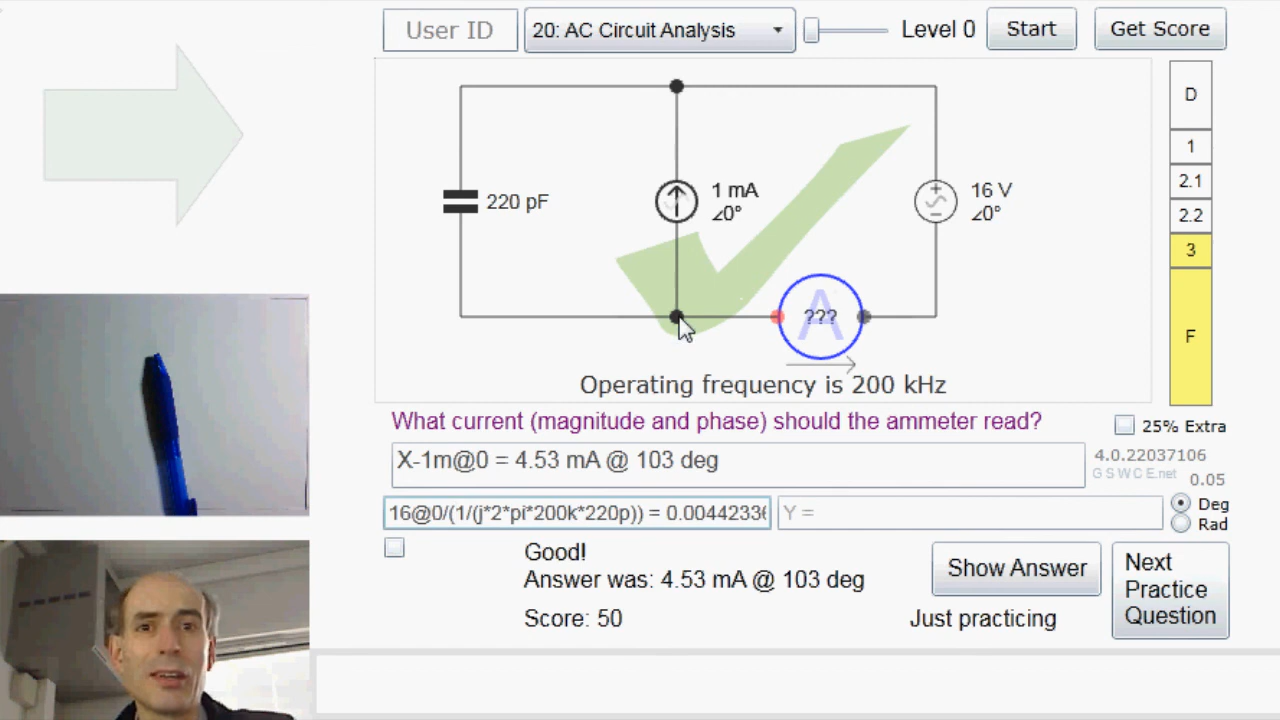 User ID
20: AC Circuit Analysis
Level 0
Start
Get Score
D
1
2.1
2.2
3
F
220 pF
1 mA
∠0°
16 V
∠0°
A
???
Operating frequency is 200 kHz
What current (magnitude and phase) should the ammeter read?
25% Extra
X-1m@0 = 4.53 mA @ 103 deg
4.0.22037106
GSWCE.net
0.05
16@0/(1/(j*2*pi*200k*220p)) = 0.00442336
Y =
Deg
Rad
Good!
Answer was: 4.53 mA @ 103 deg
Score: 50
Show Answer
Just practicing
Next
Practice
Question